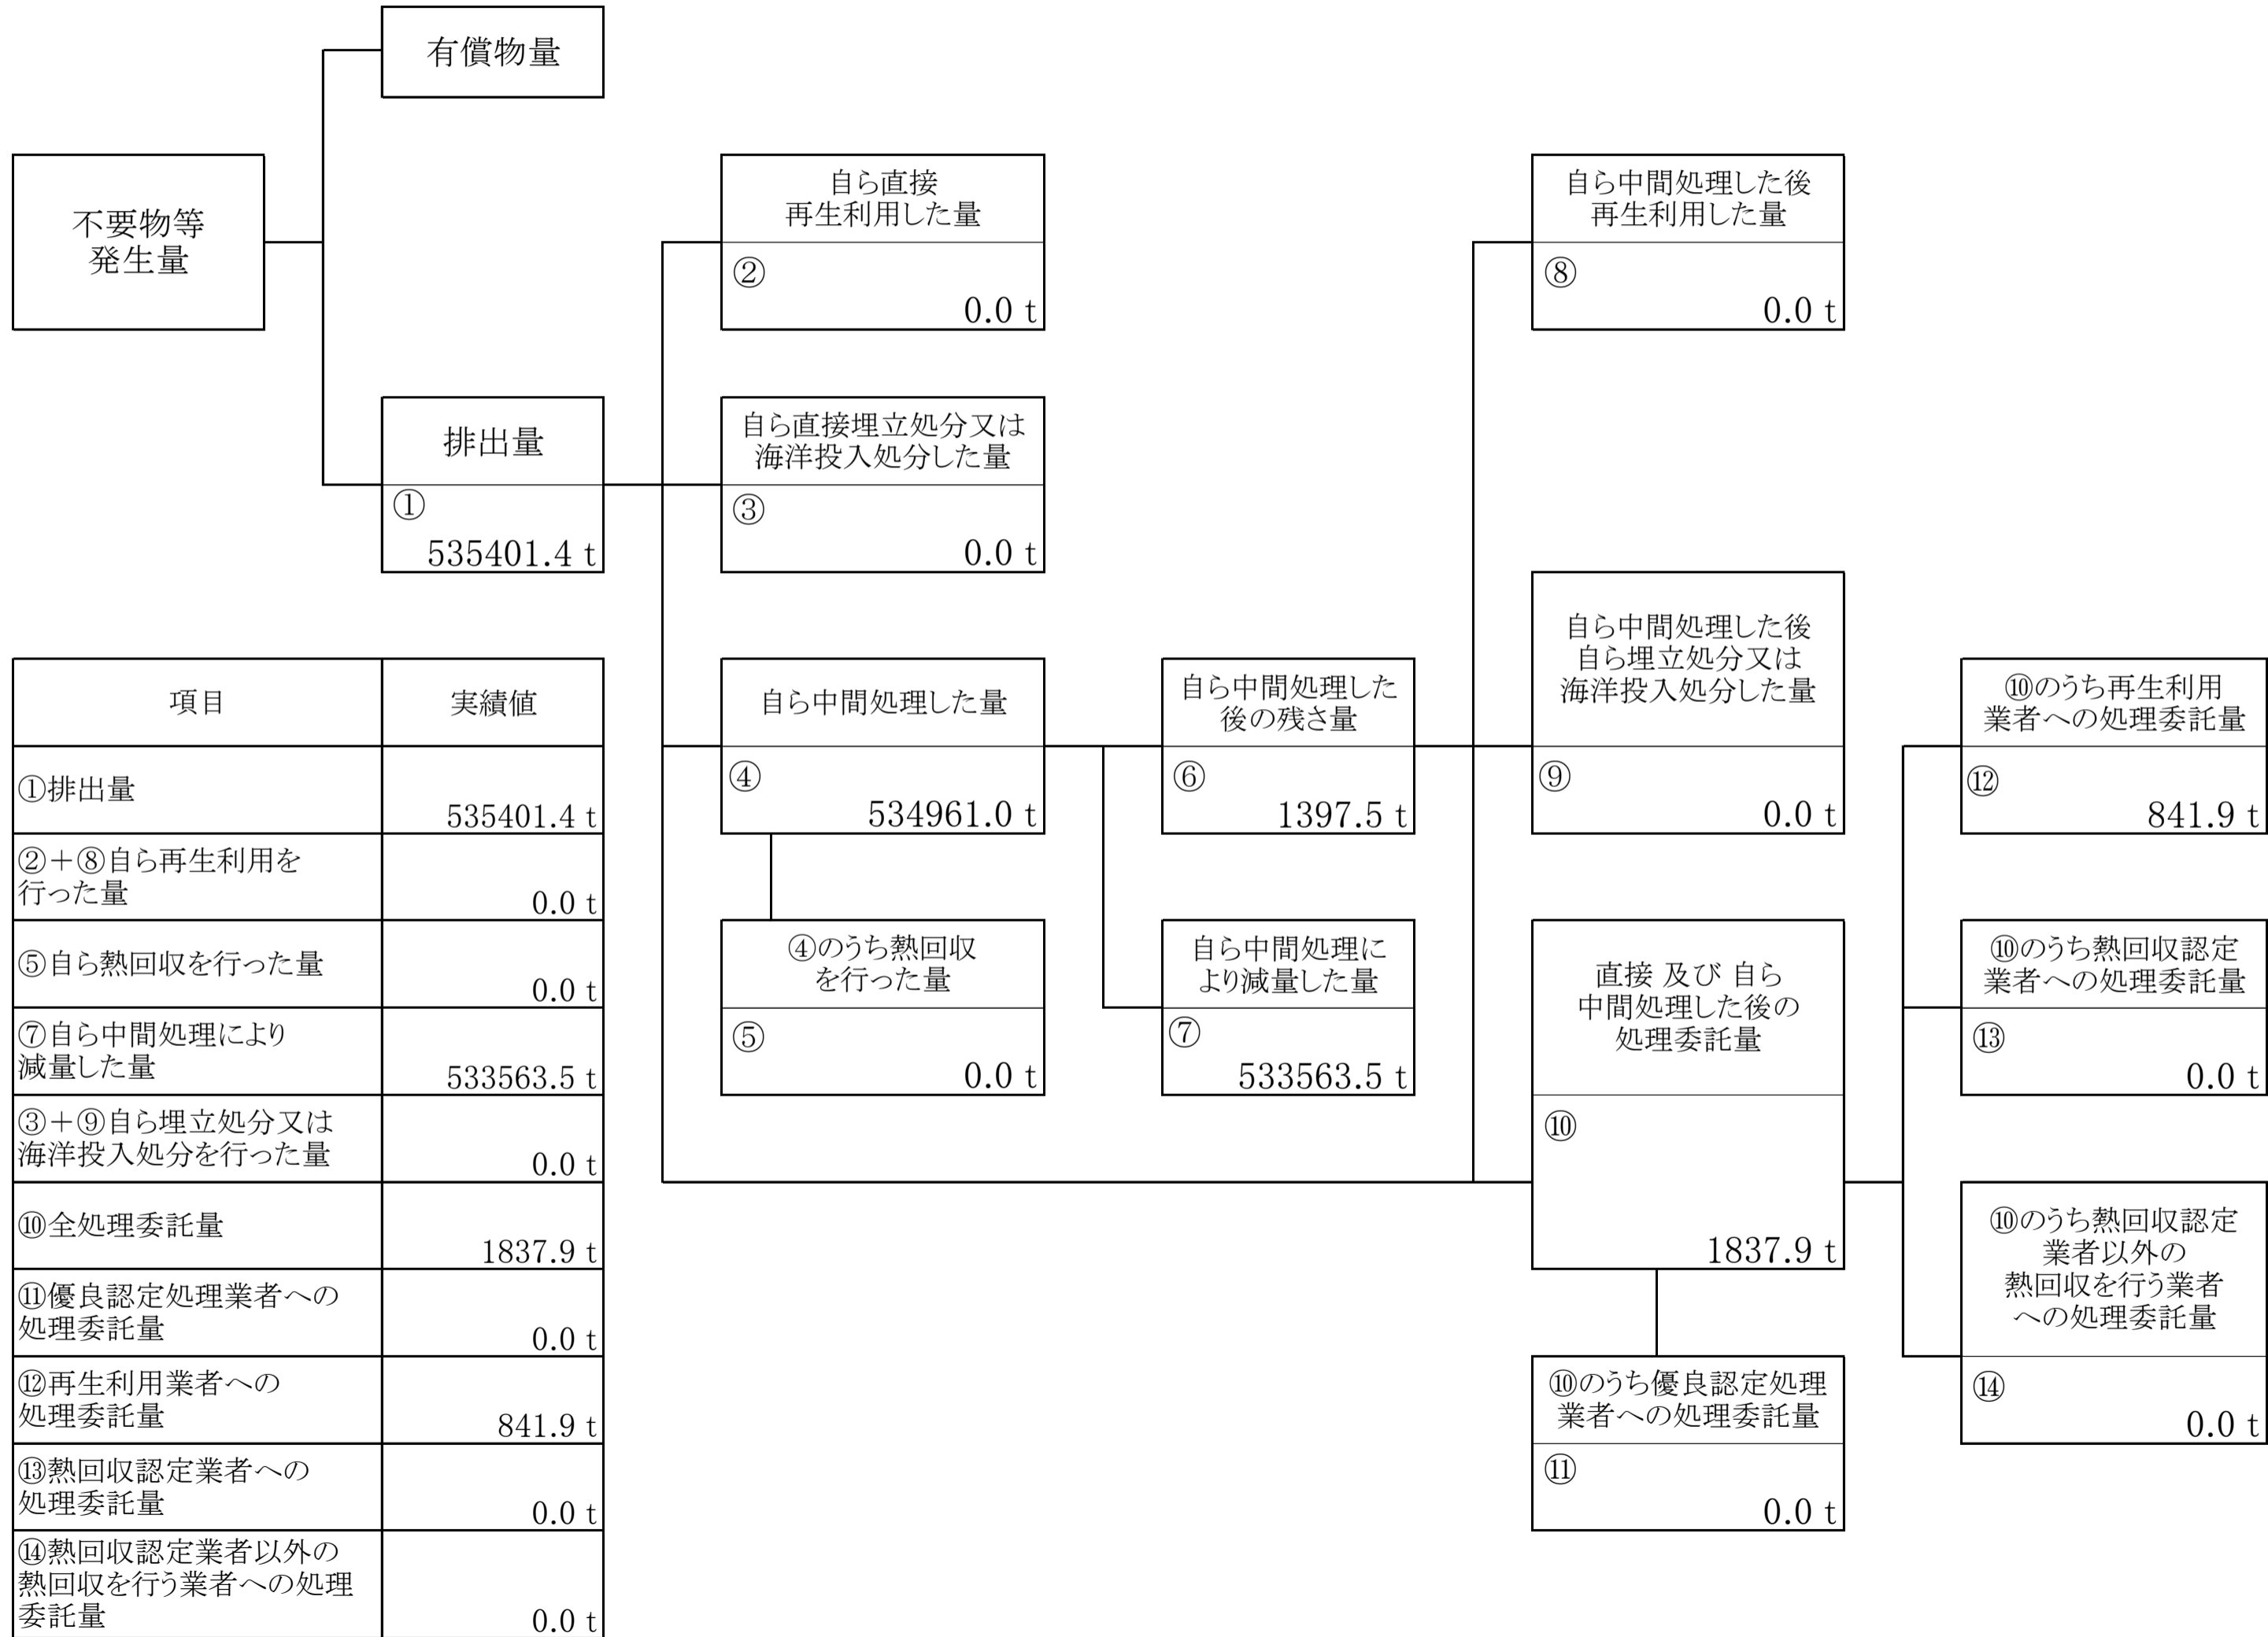 有償物量
不要物等
発生量
自ら直接
再生利用した量
②
0.0 t
自ら中間処理した後
再生利用した量
⑧
0.0 t
排出量
①
535401.4 t
自ら直接埋立処分又は
海洋投入処分した量
③
0.0 t
自ら中間処理した量
④
534961.0 t
自ら中間処理した
後の残さ量
⑥
1397.5 t
自ら中間処理した後
自ら埋立処分又は
海洋投入処分した量
⑨
0.0 t
⑩のうち再生利用
業者への処理委託量
⑫
841.9 t
④のうち熱回収
を行った量
⑤
0.0 t
自ら中間処理に
より減量した量
⑦
533563.5 t
直接 及び 自ら
中間処理した後の
処理委託量
⑩
1837.9 t
⑩のうち熱回収認定
業者への処理委託量
⑬
0.0 t
⑩のうち熱回収認定
業者以外の
熱回収を行う業者
への処理委託量
⑭
0.0 t
⑩のうち優良認定処理
業者への処理委託量
⑪
0.0 t
項目 実績値
①排出量
535401.4 t
②＋⑧自ら再生利用を
行った量
0.0 t
⑤自ら熱回収を行った量
0.0 t
⑦自ら中間処理により
減量した量
533563.5 t
③＋⑨自ら埋立処分又は
海洋投入処分を行った量
0.0 t
⑩全処理委託量
1837.9 t
⑪優良認定処理業者への
処理委託量
0.0 t
⑫再生利用業者への
処理委託量
841.9 t
⑬熱回収認定業者への
処理委託量
0.0 t
⑭熱回収認定業者以外の
熱回収を行う業者への処理
委託量
0.0 t